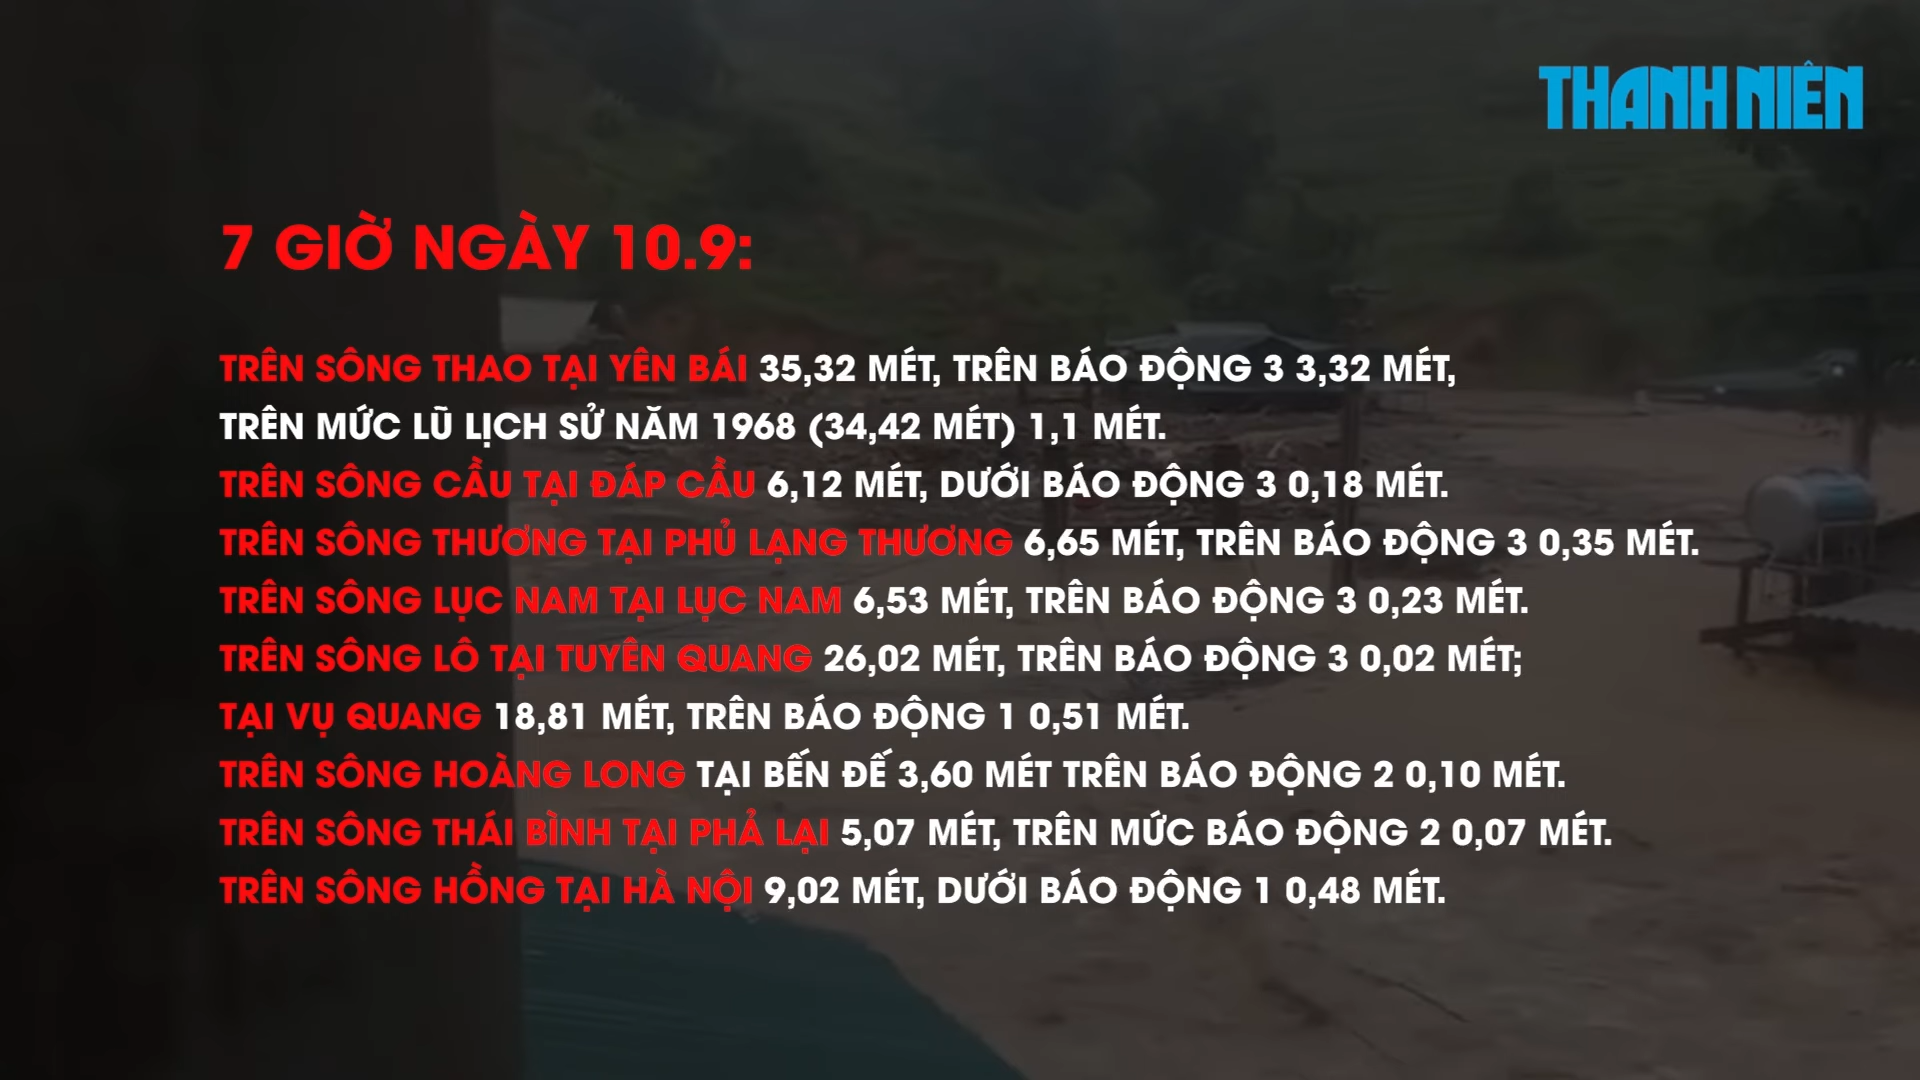 THANH NIÊN
7 GIỜ NGÀY 10.9:
TRÊN SÔNG THAO TẠI YÊN BÁI 35,32 MÉT, TRÊN BÁO ĐỘNG 3 3,32 MÉT,
TRÊN MỨC LŨ LỊCH SỬ NĂM 1968 (34,42 MÉT) 1,1 MÉT.
TRÊN SÔNG CẦU TẠI ĐÁP CẦU 6,12 MÉT, DƯỚI BÁO ĐỘNG 3 0,18 MÉT.
TRÊN SÔNG THƯƠNG TẠI PHỦ LẠNG THƯƠNG 6,65 MÉT, TRÊN BÁO ĐỘNG 3 0,35 MÉT.
TRÊN SÔNG LỤC NAM TẠI LỤC NAM 6,53 MÉT, TRÊN BÁO ĐỘNG 3 0,23 MÉT.
TRÊN SÔNG LÔ TẠI TUYÊN QUANG 26,02 MÉT, TRÊN BÁO ĐỘNG 3 0,02 MÉT;
TẠI VỤ QUANG 18,81 MÉT, TRÊN BÁO ĐỘNG 1 0,51 MÉT.
TRÊN SÔNG HOÀNG LONG TẠI BẾN ĐẾ 3,60 MÉT TRÊN BÁO ĐỘNG 2 0,10 MÉT.
TRÊN SÔNG THÁI BÌNH TẠI PHẢ LẠI 5,07 MÉT, TRÊN MỨC BÁO ĐỘNG 2 0,07 MÉT.
TRÊN SÔNG HỒNG TẠI HÀ NỘI 9,02 MÉT, DƯỚI BÁO ĐỘNG 1 0,48 MÉT.